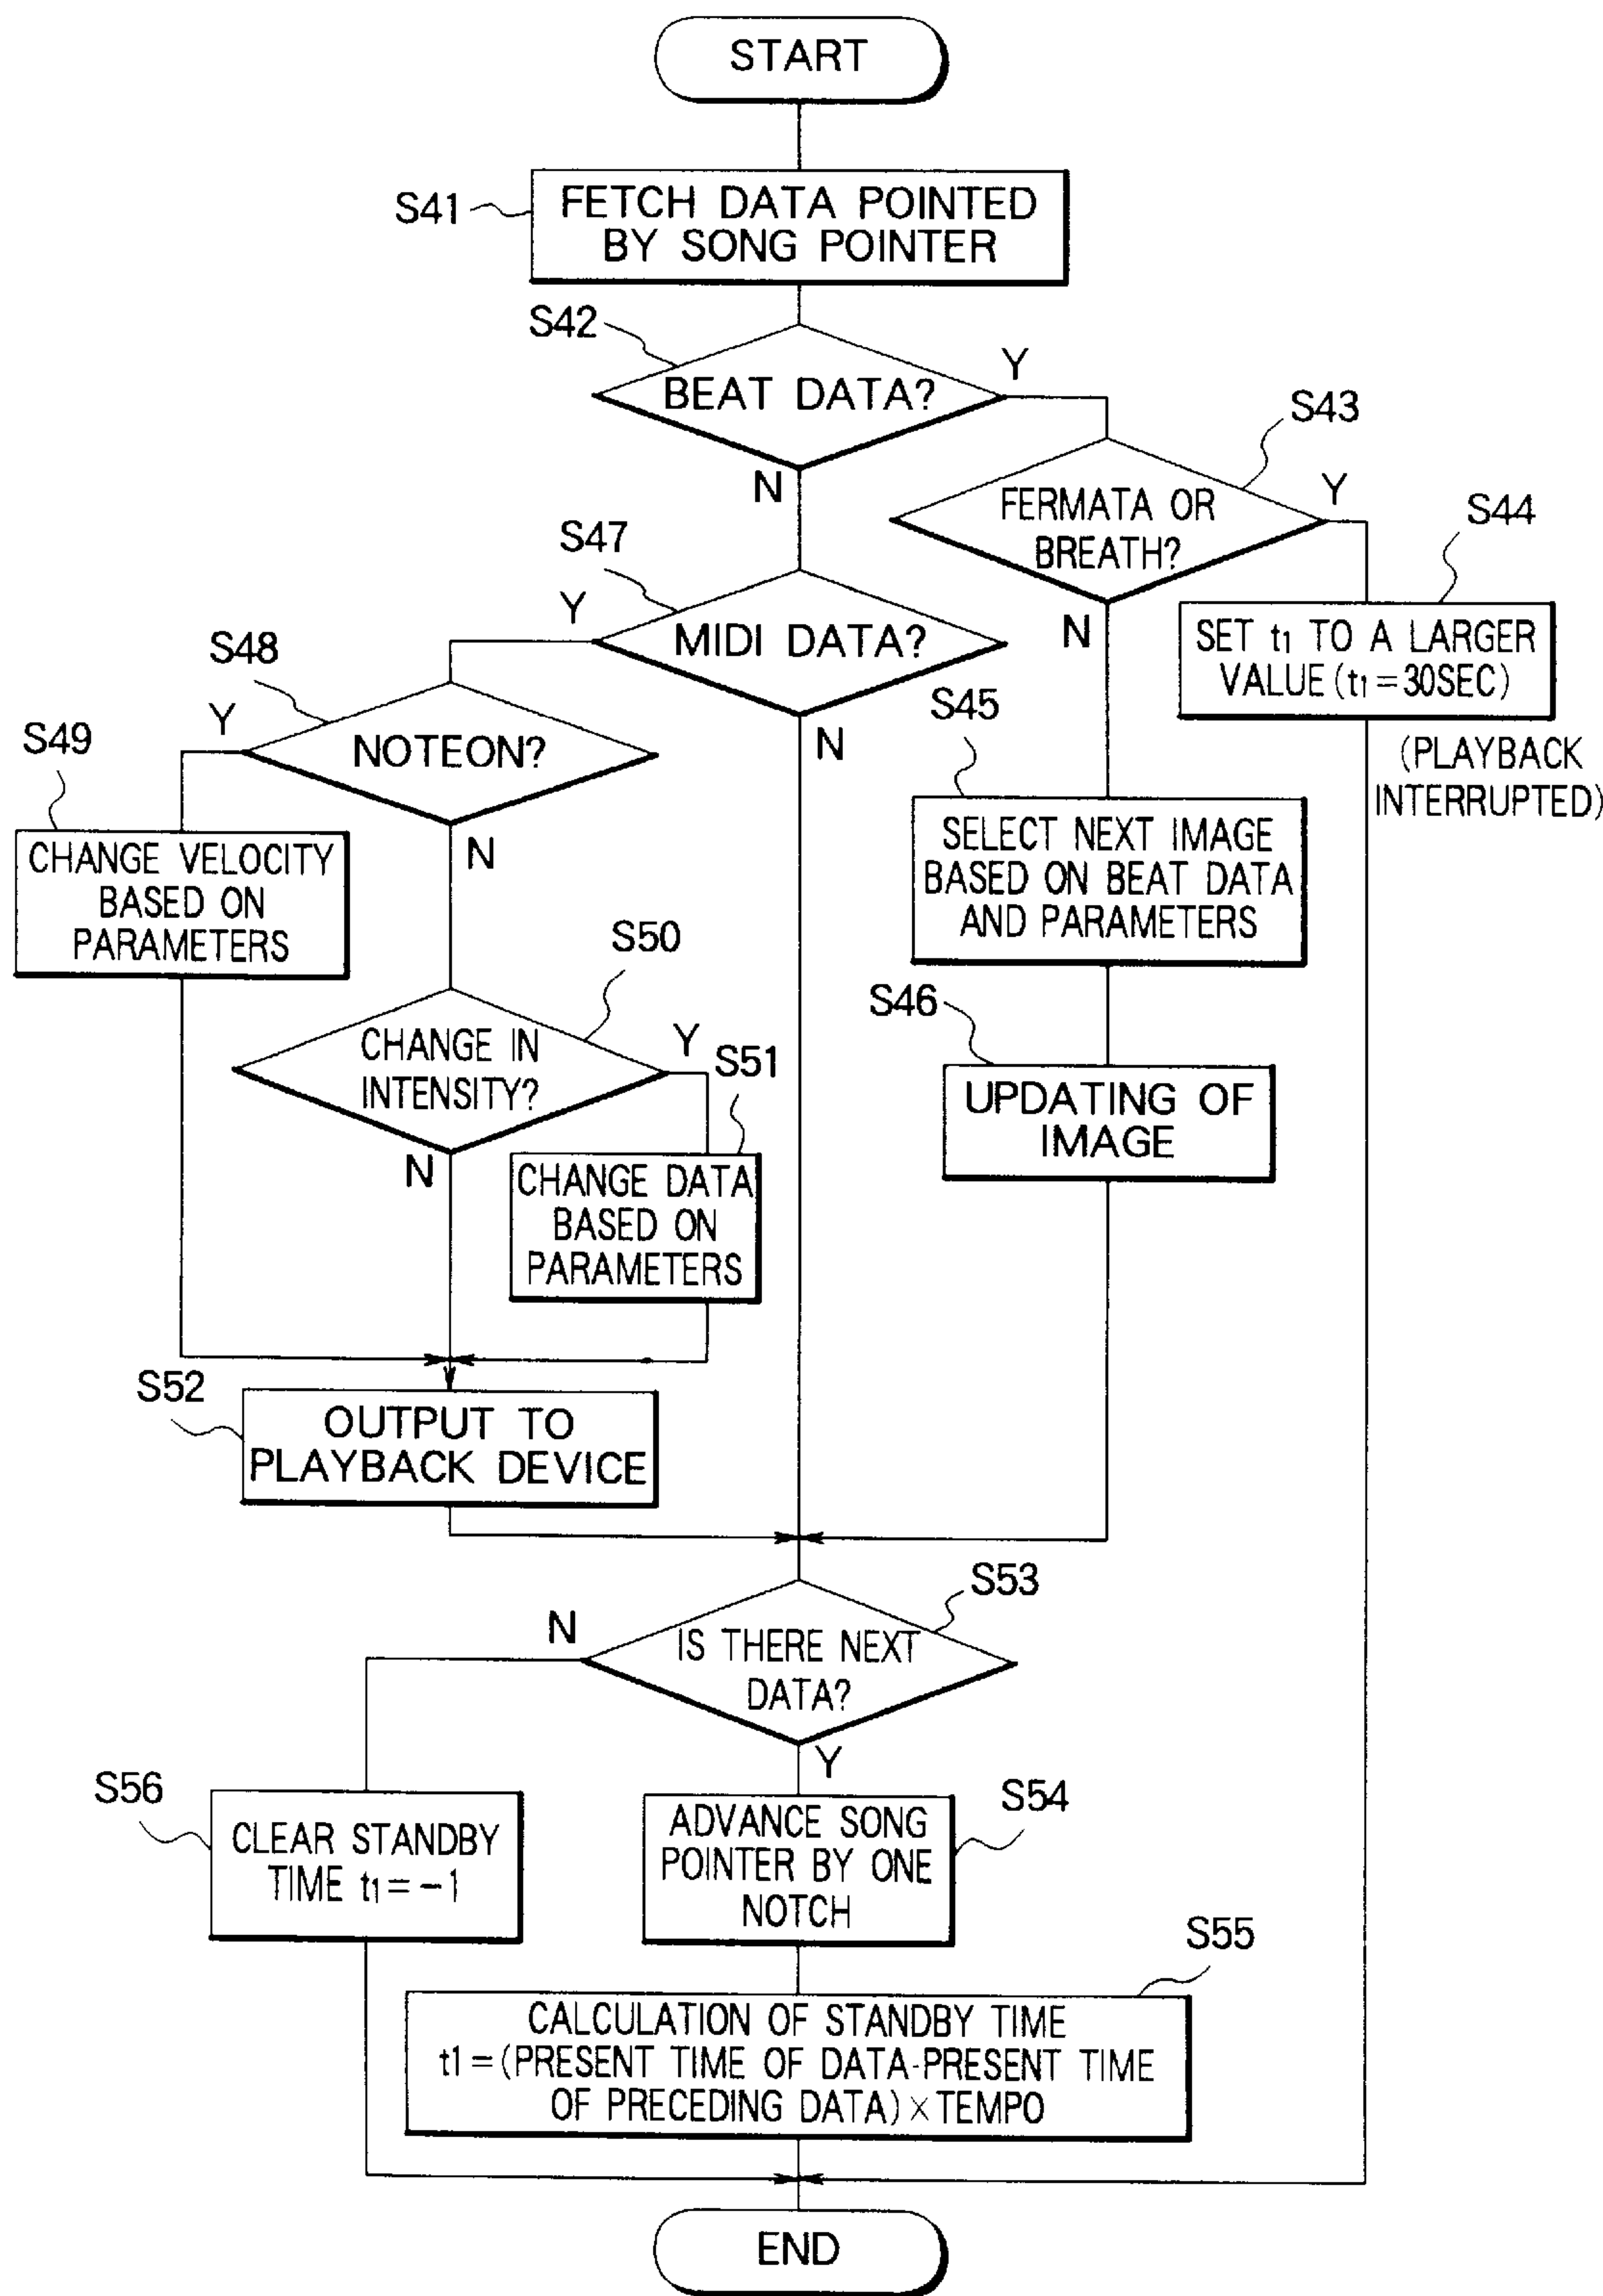 START
S41
FETCH DATA POINTED
BY SONG POINTER
S42
BEAT DATA?
Y
N
S43
FERMATA OR
BREATH?
Y
N
S44
SET t1 TO A LARGER
VALUE (t1 = 30SEC)
(PLAYBACK
INTERRUPTED)
S47
MIDI DATA?
Y
N
S48
NOTEON?
Y
N
S49
CHANGE VELOCITY
BASED ON
PARAMETERS
S45
SELECT NEXT IMAGE
BASED ON BEAT DATA
AND PARAMETERS
S50
CHANGE IN
INTENSITY?
Y
N
S51
CHANGE DATA
BASED ON
PARAMETERS
S46
UPDATING OF
IMAGE
S52
OUTPUT TO
PLAYBACK DEVICE
S53
IS THERE NEXT
DATA?
N
Y
S56
CLEAR STANDBY
TIME t1 = -1
S54
ADVANCE SONG
POINTER BY ONE
NOTCH
S55
CALCULATION OF STANDBY TIME
t1 = (PRESENT TIME OF DATA-PRESENT TIME
OF PRECEDING DATA) × TEMPO
END